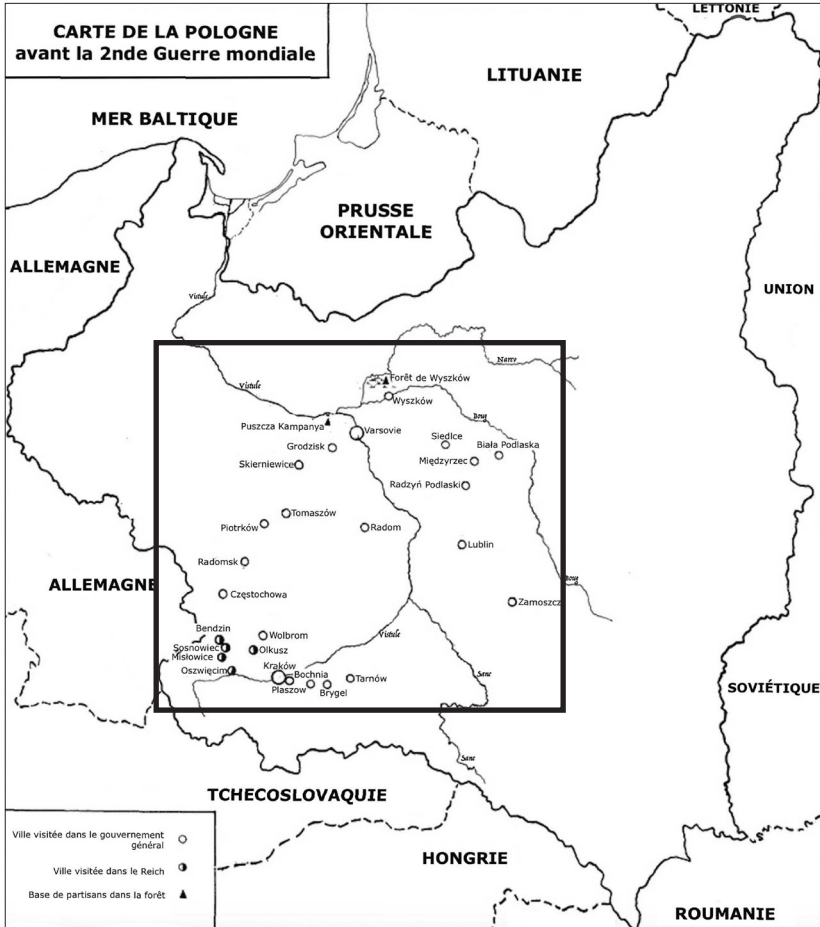 CARTE DE LA POLOGNE
avant la 2nde Guerre mondiale
LETTONIE
LITUANIE
MER BALTIQUE
PRUSSE
ORIENTALE
ALLEMAGNE
UNION
Vistule
Narev
Vistule
Forêt de Wyszków
Wyszków
Boug
Puszcza Kampanya
Varsovie
Siedlce
Biała Podlaska
Grodzisk
Międzyrzec
Skierniewice
Radzyń Podlaski
Tomaszów
Piotrków
Radom
Lublin
Radomsk
ALLEMAGNE
Boug
Częstochowa
Zamoszcz
Bendzin
Wolbrom
Vistule
Sosnowiec
Olkusz
Misłowice
Oszwięcim
Kraków
Bochnia
Tarnów
Sane
Plaszow
Brygel
SOVIÉTIQUE
Sane
TCHECOSLOVAQUIE
HONGRIE
ROUMANIE
Ville visitée dans le gouvernement
général
Ville visitée dans le Reich
Base de partisans dans la forêt